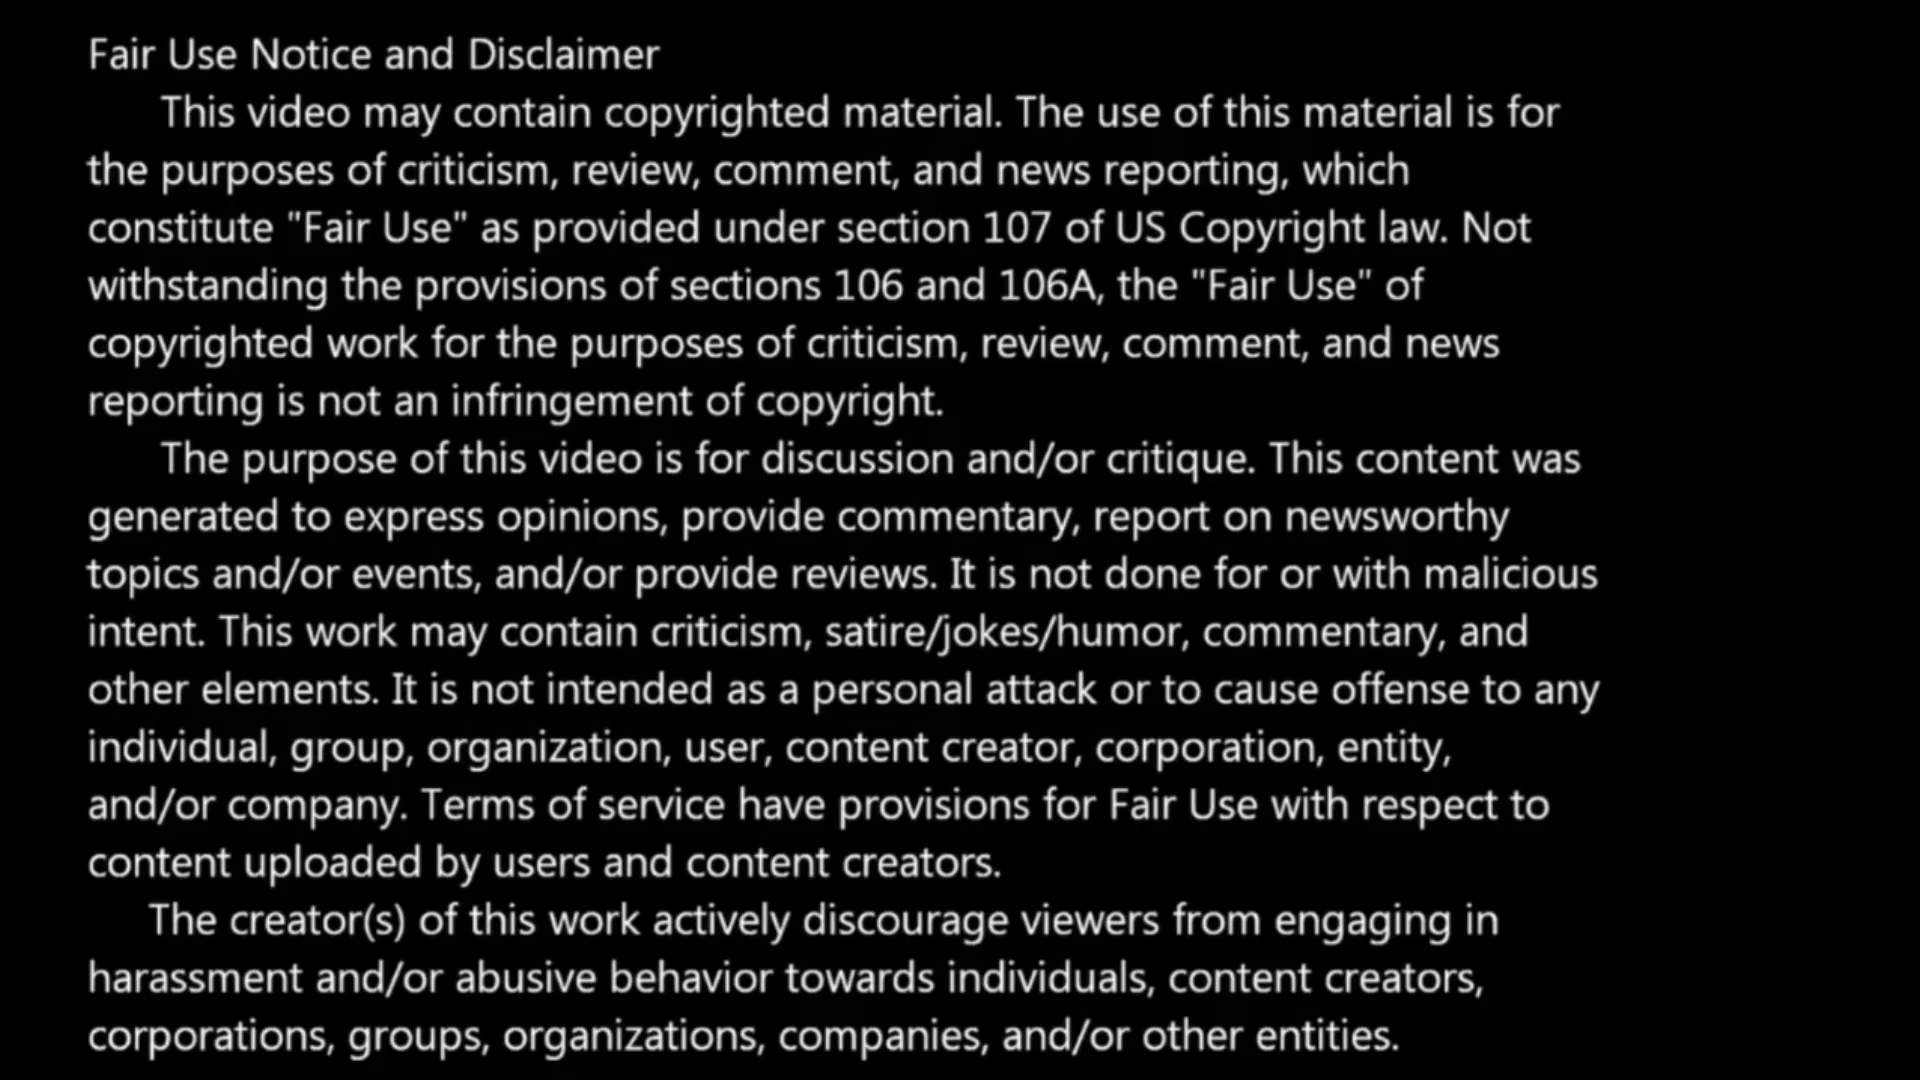 Fair Use Notice and Disclaimer
This video may contain copyrighted material. The use of this material is for
the purposes of criticism, review, comment, and news reporting, which
constitute "Fair Use" as provided under section 107 of US Copyright law. Not
withstanding the provisions of sections 106 and 106A, the "Fair Use" of
copyrighted work for the purposes of criticism, review, comment, and news
reporting is not an infringement of copyright.
The purpose of this video is for discussion and/or critique. This content was
generated to express opinions, provide commentary, report on newsworthy
topics and/or events, and/or provide reviews. It is not done for or with malicious
intent. This work may contain criticism, satire/jokes/humor, commentary, and
other elements. It is not intended as a personal attack or to cause offense to any
individual, group, organization, user, content creator, corporation, entity,
and/or company. Terms of service have provisions for Fair Use with respect to
content uploaded by users and content creators.
The creator(s) of this work actively discourage viewers from engaging in
harassment and/or abusive behavior towards individuals, content creators,
corporations, groups, organizations, companies, and/or other entities.